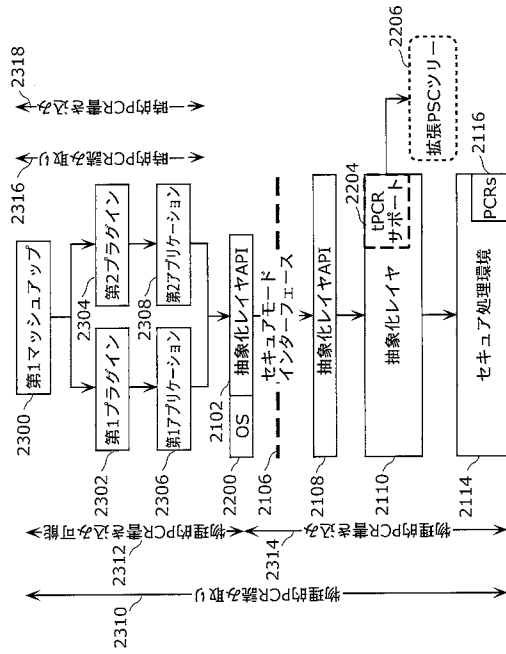 2318
一時的PCR書き込み
2316
一時的PCR読み取り
2300
第1マッシュアップ
2302
第1プラグイン
2304
第2プラグイン
2306
第1アプリケーション
2308
第2アプリケーション
2102
2200
OS
抽象化レイヤAPI
2106
セキュアモード
インターフェース
2108
抽象化レイヤAPI
2110
抽象化レイヤ
2204
tPCR
サポート
2206
拡張PSCツリー
2114
セキュア処理環境
PCRs
2116
物理的PCR書き込み可能
2312
物理的PCR書き込み
2314
物理的PCR読み取り
2310